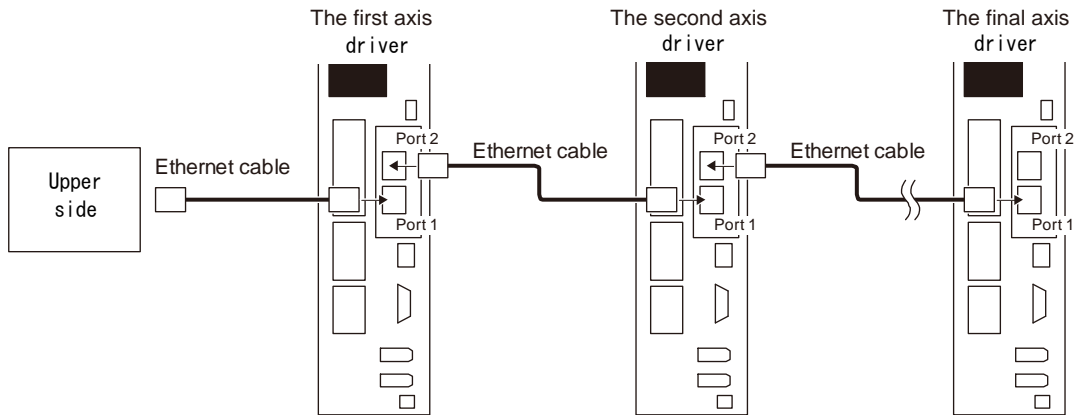 The first axis
driver
The second axis
driver
The final axis
driver
Upper
side
Ethernet cable
Port 2
Port 1
Ethernet cable
Port 2
Port 1
Ethernet cable
Port 2
Port 1